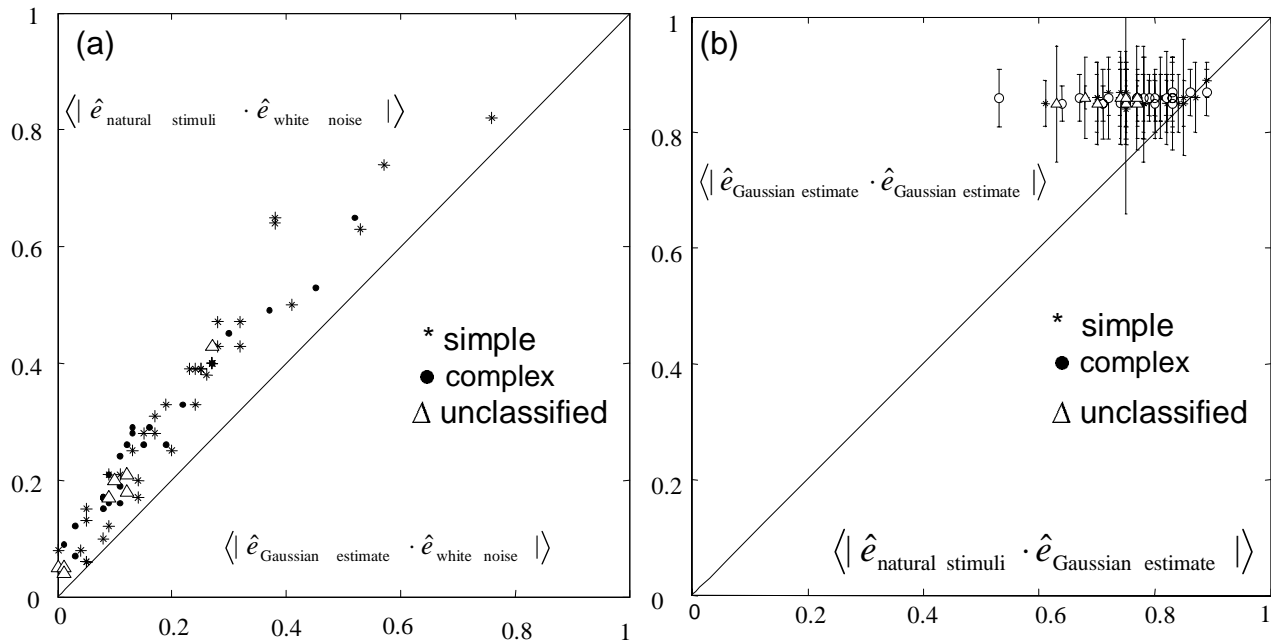 (a)
⟨| ê natural stimuli · ê white noise |⟩
* simple
● complex
△ unclassified
⟨| ê Gaussian estimate · ê white noise |⟩
1
0.8
0.6
0.4
0.2
0
0
0.2
0.4
0.6
0.8
1
(b)
⟨| ê Gaussian estimate · ê Gaussian estimate |⟩
* simple
● complex
△ unclassified
⟨| ê natural stimuli · ê Gaussian estimate |⟩
1
0.8
0.6
0.4
0.2
0
0
0.2
0.4
0.6
0.8
1